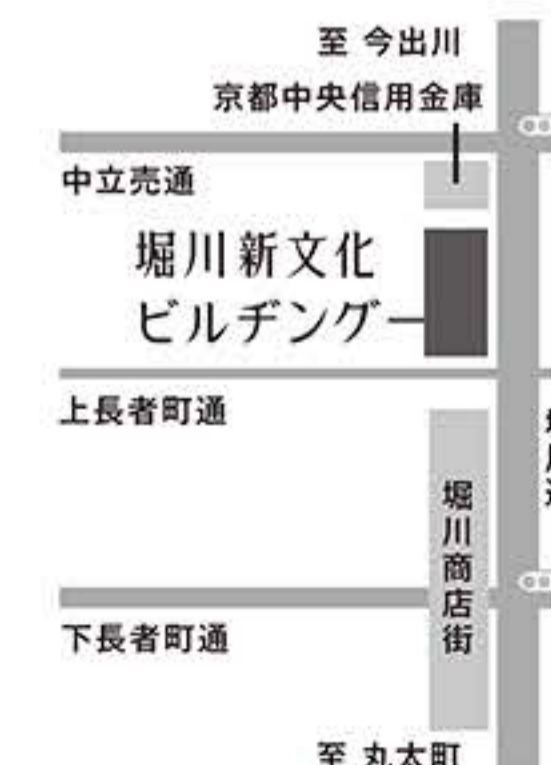 至 今出川
京都中央信用金庫
中立売通
堀川新文化
ビルヂング
上長者町通
堀川商店街
下長者町通
至 丸太町